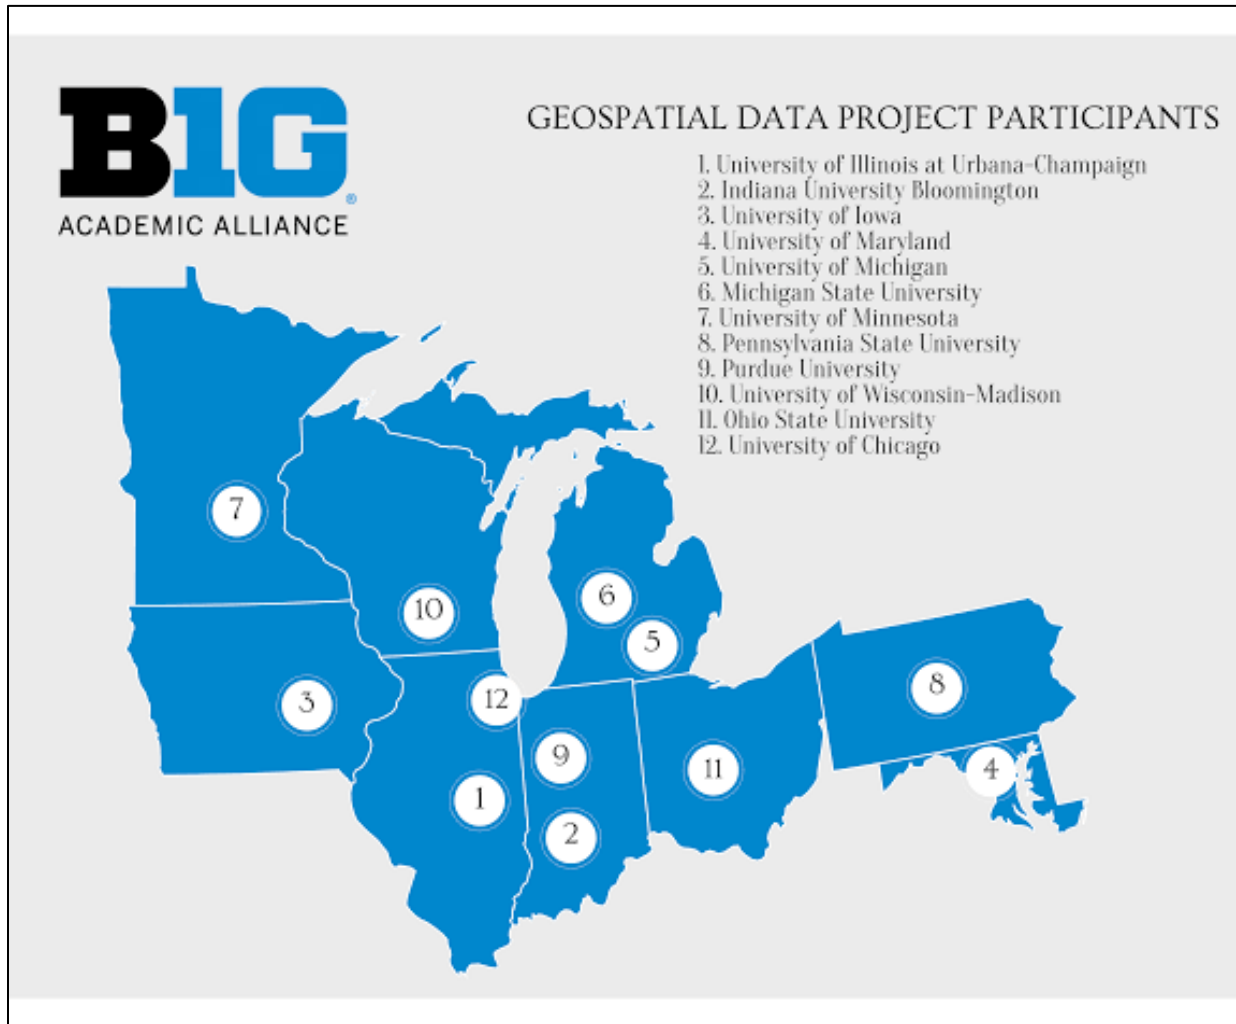 B1G®
ACADEMIC ALLIANCE
GEOSPATIAL DATA PROJECT PARTICIPANTS
1. University of Illinois at Urbana-Champaign
2. Indiana University Bloomington
3. University of Iowa
4. University of Maryland
5. University of Michigan
6. Michigan State University
7. University of Minnesota
8. Pennsylvania State University
9. Purdue University
10. University of Wisconsin-Madison
11. Ohio State University
12. University of Chicago
7
10
6
5
3
12
8
9
11
4
1
2